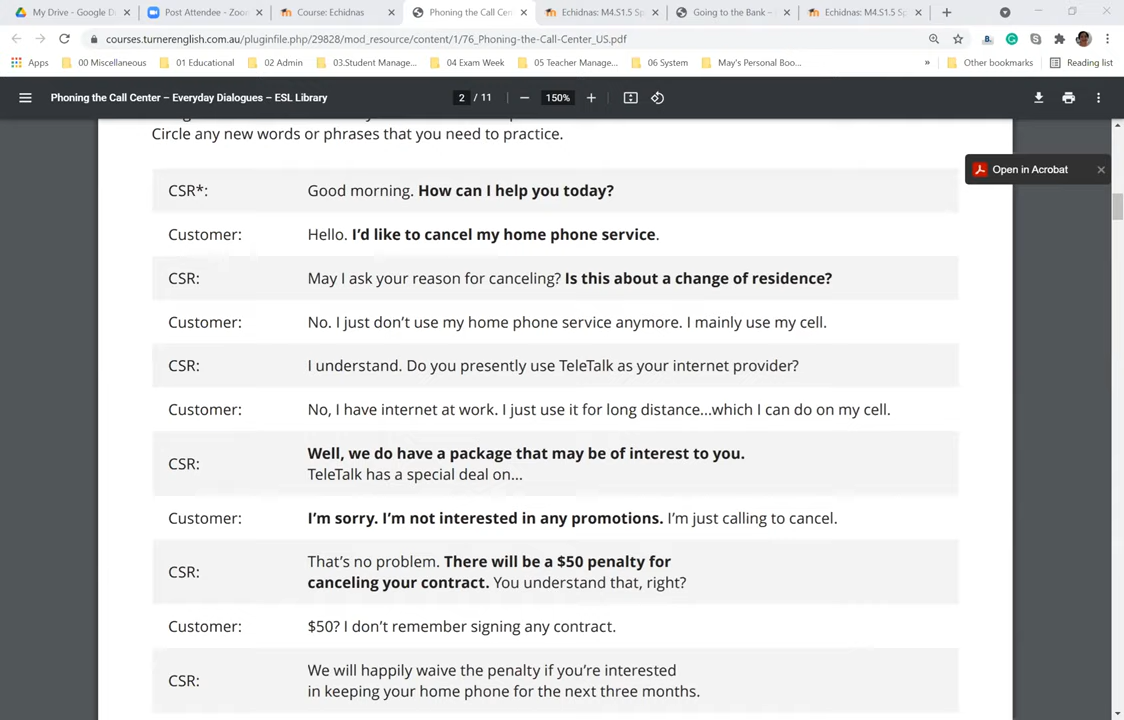 My Drive - Google D
Post Attendee - Zoom
Course: Echidnas
Phoning the Call Cen
Echidnas: M4.S1.5 Sp
Going to the Bank –
Echidnas: M4.S1.5 Sp
courses.turnerenglish.com.au/pluginfile.php/29828/mod_resource/content/1/76_Phoning-the-Call-Center_US.pdf
Apps 00 Miscellaneous 01 Educational 02 Admin 03.Student Manage... 04 Exam Week 05 Teacher Manage... 06 System May's Personal Boo... » Other bookmarks Reading list
Phoning the Call Center – Everyday Dialogues – ESL Library 2 / 11 − 150% +
Circle any new words or phrases that you need to practice.
Open in Acrobat
CSR*: Good morning. How can I help you today?
Customer: Hello. I'd like to cancel my home phone service.
CSR: May I ask your reason for canceling? Is this about a change of residence?
Customer: No. I just don't use my home phone service anymore. I mainly use my cell.
CSR: I understand. Do you presently use TeleTalk as your internet provider?
Customer: No, I have internet at work. I just use it for long distance...which I can do on my cell.
CSR: Well, we do have a package that may be of interest to you.
TeleTalk has a special deal on...
Customer: I'm sorry. I'm not interested in any promotions. I'm just calling to cancel.
CSR: That's no problem. There will be a $50 penalty for
canceling your contract. You understand that, right?
Customer: $50? I don't remember signing any contract.
CSR: We will happily waive the penalty if you're interested
in keeping your home phone for the next three months.